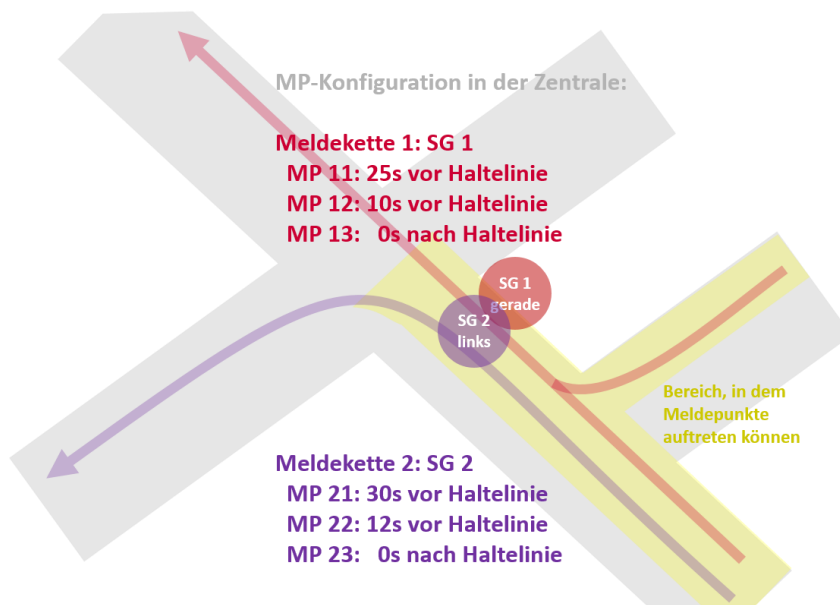 MP-Konfiguration in der Zentrale:
Meldekette 1: SG 1
MP 11: 25s vor Haltelinie
MP 12: 10s vor Haltelinie
MP 13: 0s nach Haltelinie
SG 1
gerade
SG 2
links
Bereich, in dem
Meldepunkte
auftreten können
Meldekette 2: SG 2
MP 21: 30s vor Haltelinie
MP 22: 12s vor Haltelinie
MP 23: 0s nach Haltelinie